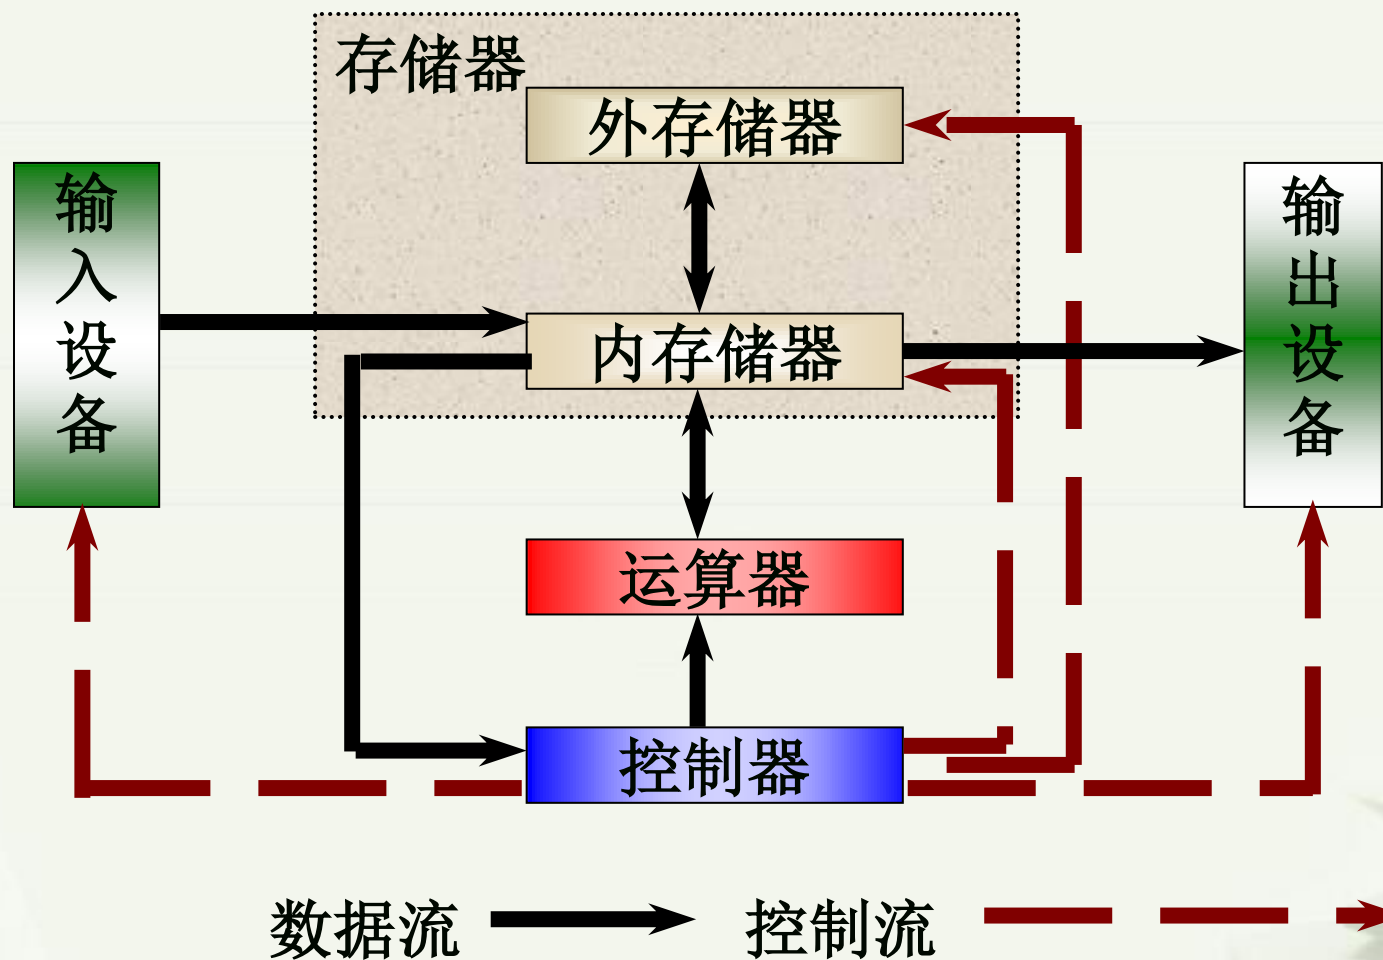 存储器
外存储器
输入设备
输出设备
内存储器
运算器
控制器
数据流
控制流